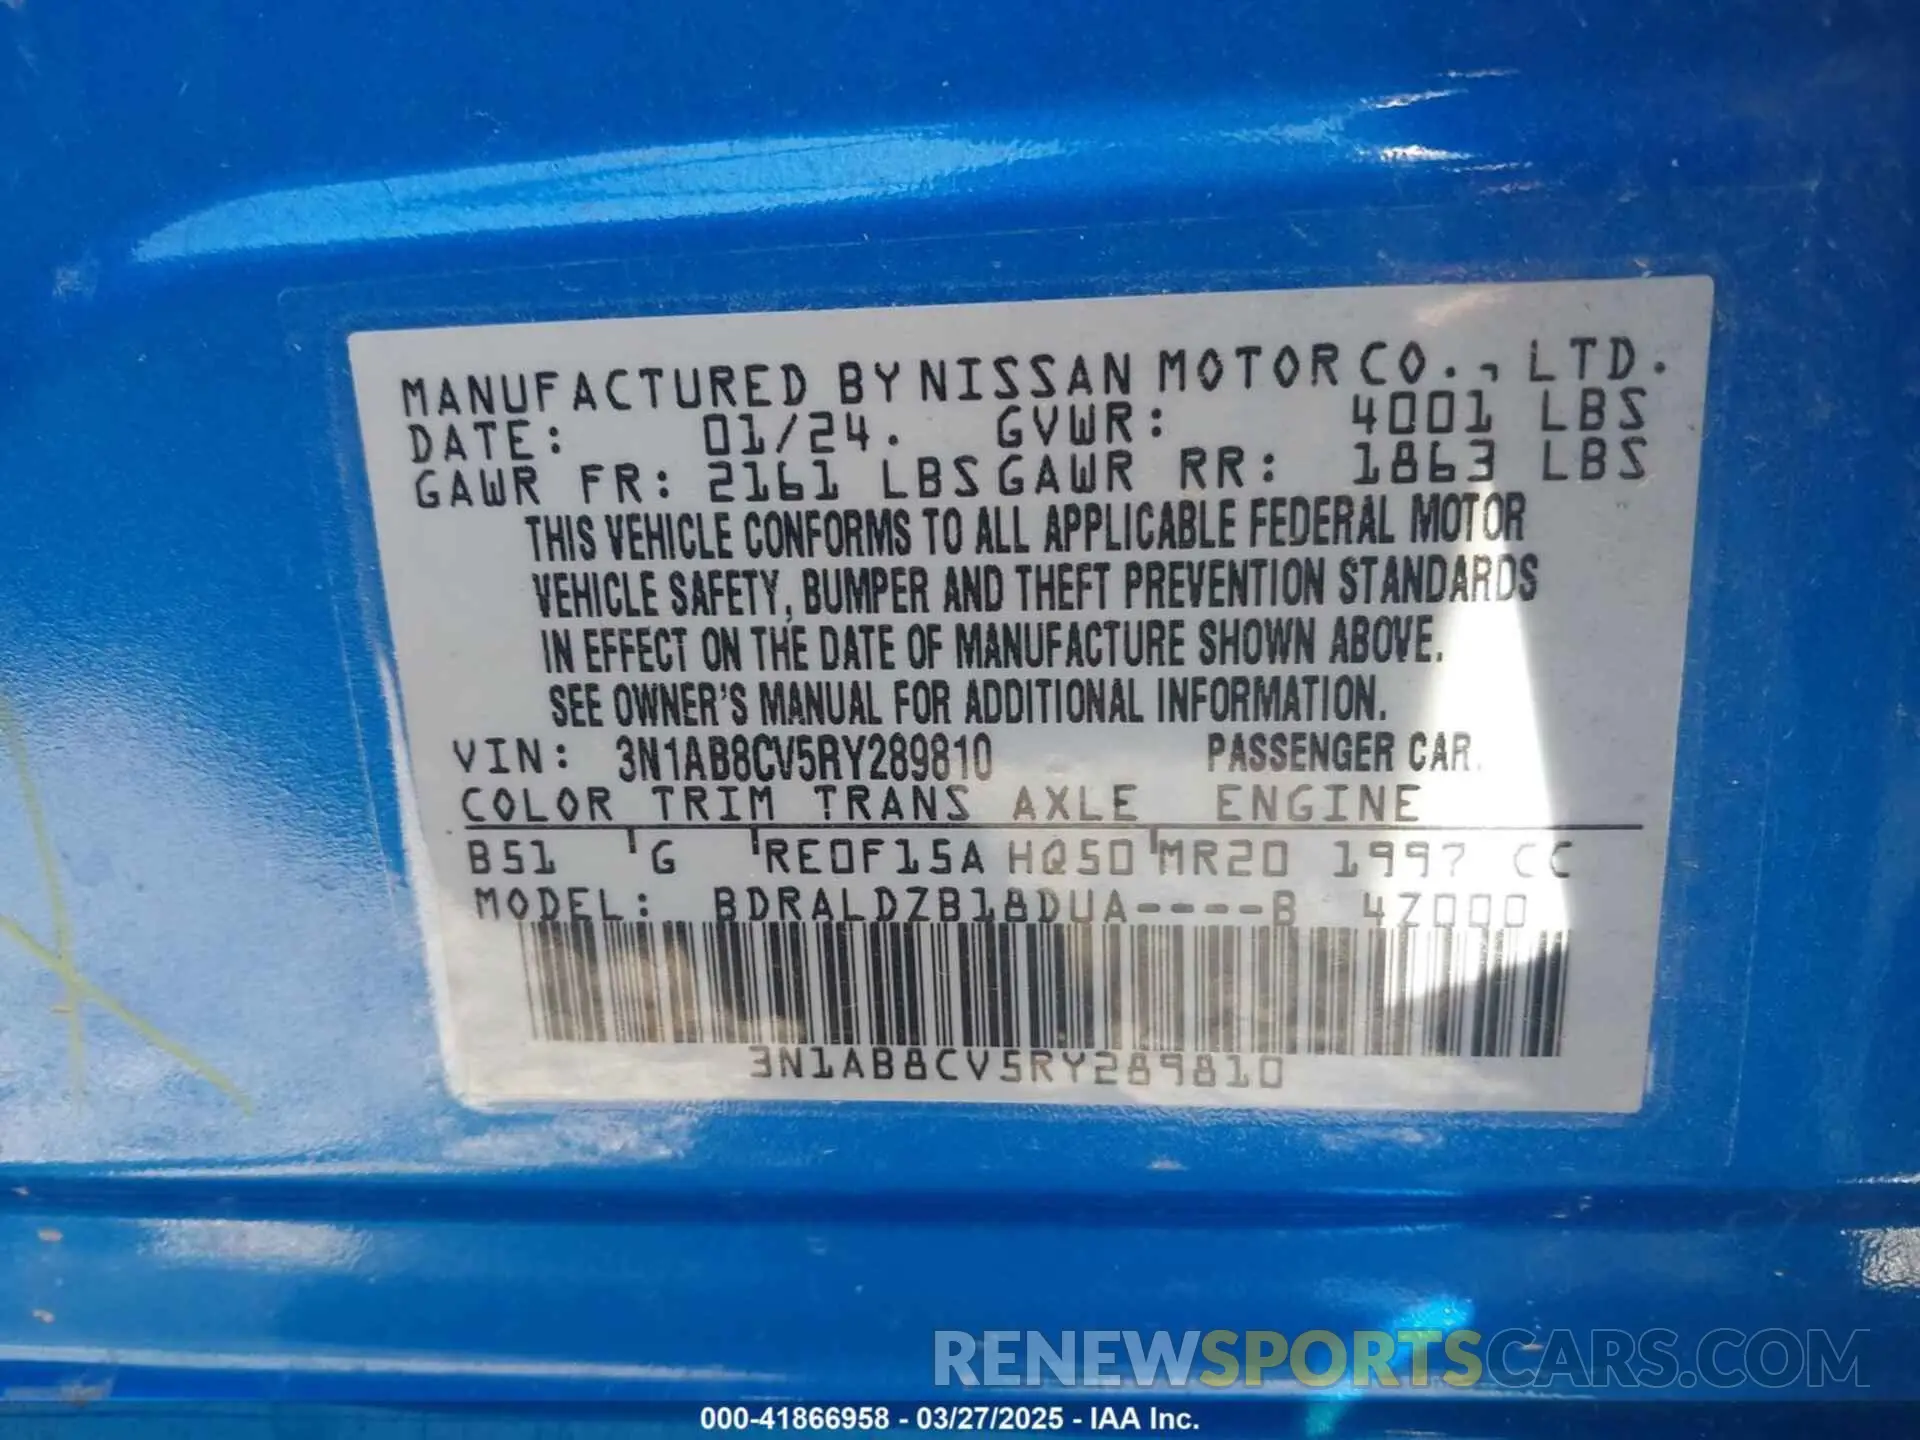 MANUFACTURED BY NISSAN MOTOR CO., LTD.
DATE: 01/24. GVWR: 4001 LBS
GAWR FR: 2161 LBS GAWR RR: 1863 LBS
THIS VEHICLE CONFORMS TO ALL APPLICABLE FEDERAL MOTOR
VEHICLE SAFETY, BUMPER AND THEFT PREVENTION STANDARDS
IN EFFECT ON THE DATE OF MANUFACTURE SHOWN ABOVE.
SEE OWNER'S MANUAL FOR ADDITIONAL INFORMATION.
VIN: 3N1AB8CV5RY289810 PASSENGER CAR.
COLOR TRIM TRANS AXLE ENGINE
B51 G RE0F15A HQ50 MR20 1997 CC
MODEL: BDRALDZB18DUA----B 4Z000
3N1AB8CV5RY289810
RENEWSPORTSCARS.COM
000-41866958 - 03/27/2025 - IAA Inc.